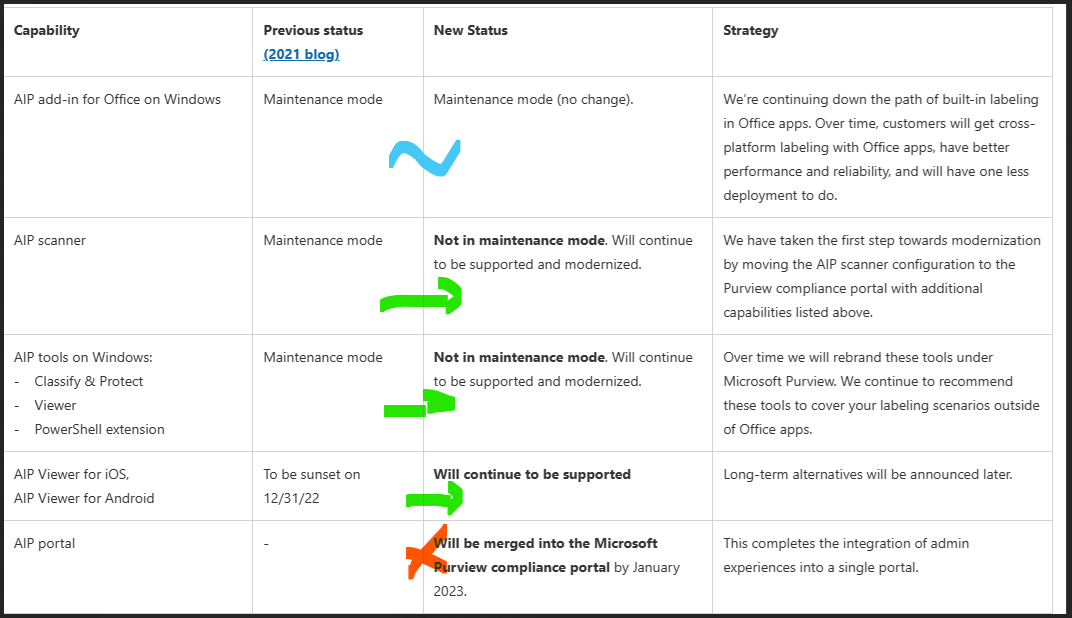 Capability
Previous status
(2021 blog)
New Status
Strategy
AIP add-in for Office on Windows
Maintenance mode
Maintenance mode (no change).
We’re continuing down the path of built-in labeling
in Office apps. Over time, customers will get cross-
platform labeling with Office apps, have better
performance and reliability, and will have one less
deployment to do.
AIP scanner
Maintenance mode
Not in maintenance mode. Will continue
to be supported and modernized.
We have taken the first step towards modernization
by moving the AIP scanner configuration to the
Purview compliance portal with additional
capabilities listed above.
AIP tools on Windows:
- Classify & Protect
- Viewer
- PowerShell extension
Maintenance mode
Not in maintenance mode. Will continue
to be supported and modernized.
Over time we will rebrand these tools under
Microsoft Purview. We continue to recommend
these tools to cover your labeling scenarios outside
of Office apps.
AIP Viewer for iOS,
AIP Viewer for Android
To be sunset on
12/31/22
Will continue to be supported
Long-term alternatives will be announced later.
AIP portal
-
Will be merged into the Microsoft
Purview compliance portal by January
2023.
This completes the integration of admin
experiences into a single portal.